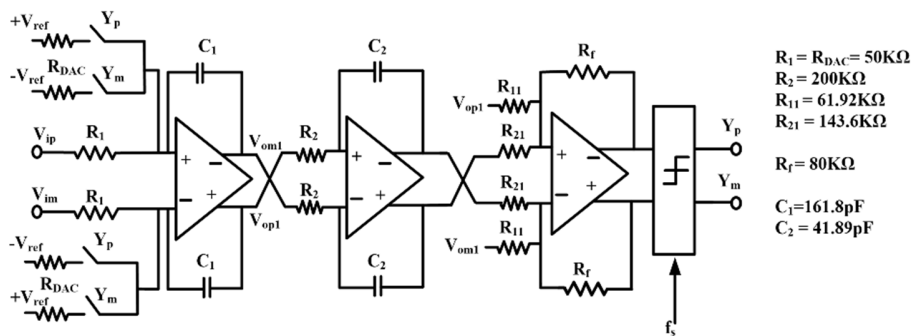 +Vref
Yp
-Vref
RDAC
Ym
Vip
R1
Vim
R1
-Vref
Yp
+Vref
RDAC
Ym
C1
+
−
−
+
C1
Vom1
Vop1
R2
R2
C2
+
−
−
+
C2
Vop1
R11
R21
R21
Vom1
R11
Rf
+
−
−
+
Rf
Yp
Ym
fs
R1 = RDAC= 50KΩ
R2 = 200KΩ
R11 = 61.92KΩ
R21 = 143.6KΩ
Rf = 80KΩ
C1=161.8pF
C2 = 41.89pF